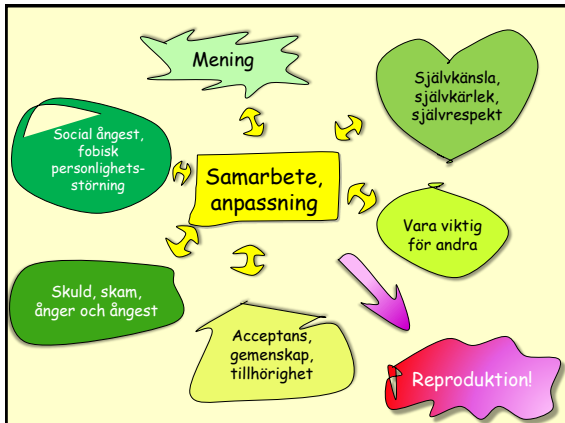 Mening
Självkänsla,
självkärlek,
självrespekt
Social ångest,
fobisk
personlighets-
störning
Samarbete,
anpassning
Vara viktig
för andra
Skuld, skam,
ånger och ångest
Acceptans,
gemenskap,
tillhörighet
Reproduktion!